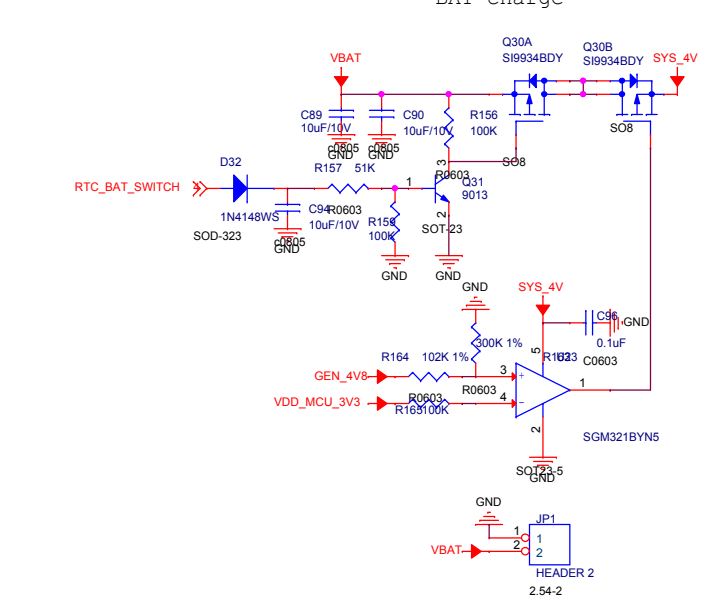 BAT Charge
Q30A
SI9934BDY
Q30B
SI9934BDY
VBAT
SYS_4V
C89
10uF/10V
c0805
GND
C90
10uF/10V
c0805
GND
R156
100K
R0603
SO8
SO8
D32
R157 51K
R0603
1
3
2
Q31
9013
SOT-23
RTC_BAT_SWITCH
1N4148WS
SOD-323
C94
10uF/10V
c0805
GND
R159
100K
GND
GND
GND
SYS_4V
C96
GND
0.1uF
C0603
300K 1%
R0603
R164 102K 1%
R0603
GEN_4V8
3
+
5
1
VDD_MCU_3V3
R165 100K
4
-
2
SGM321BYN5
SOT23-5
GND
GND
JP1
1
1
VBAT
2
2
HEADER 2
2.54-2